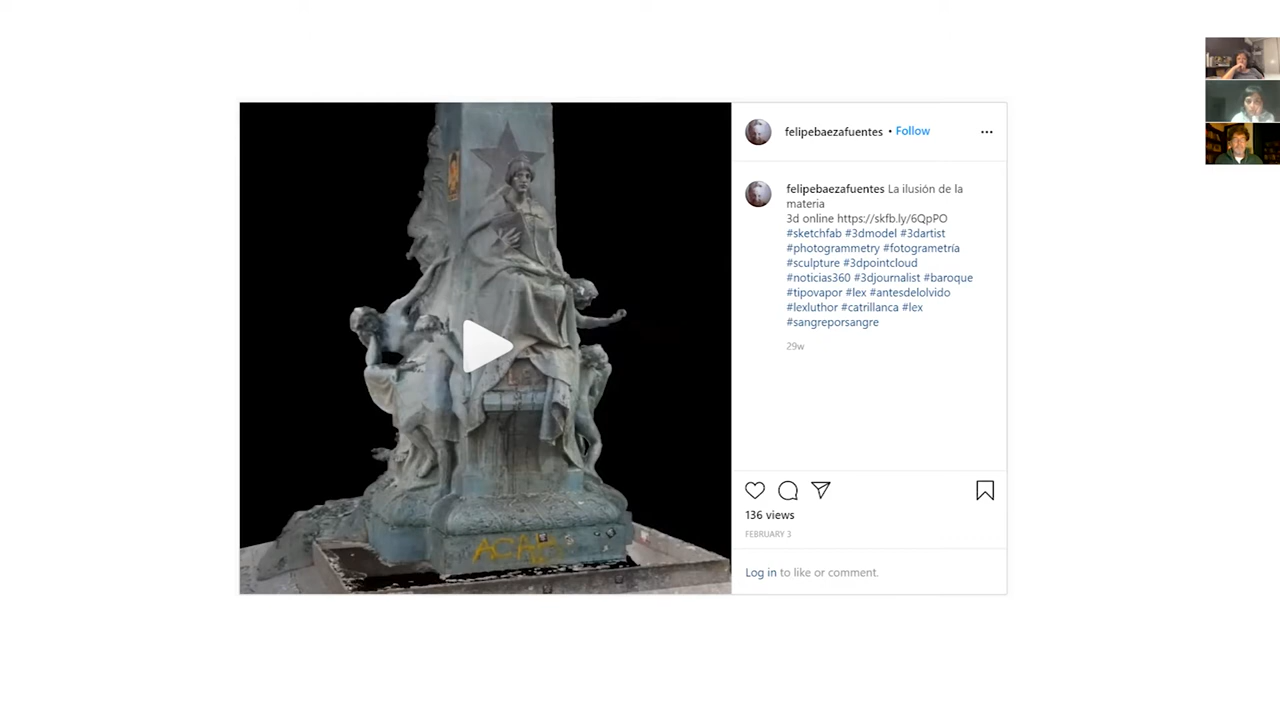 felipebaezafuentes • Follow
felipebaezafuentes La ilusión de la
materia
3d online https://skfb.ly/6QpPO
#sketchfab #3dmodel #3dartist
#photogrammetry #fotogrametría
#sculpture #3dpointcloud
#noticias360 #3djournalist #baroque
#tipovapor #lex #antesdelolvido
#lexluthor #catrillanca #lex
#sangreporsangre
29w
136 views
FEBRUARY 3
Log in to like or comment.